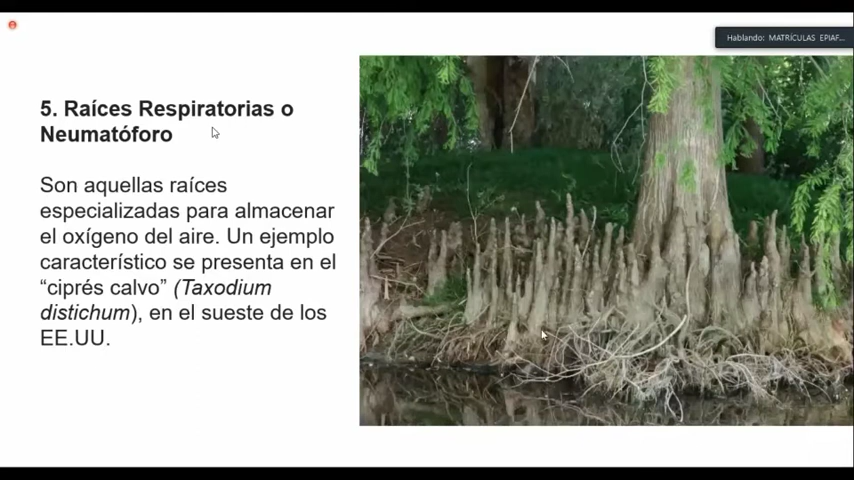 Hablando: MATRÍCULAS EPIAF...
5. Raíces Respiratorias o
Neumatóforo
Son aquellas raíces
especializadas para almacenar
el oxígeno del aire. Un ejemplo
característico se presenta en el
“ciprés calvo” (Taxodium
distichum), en el sueste de los
EE.UU.